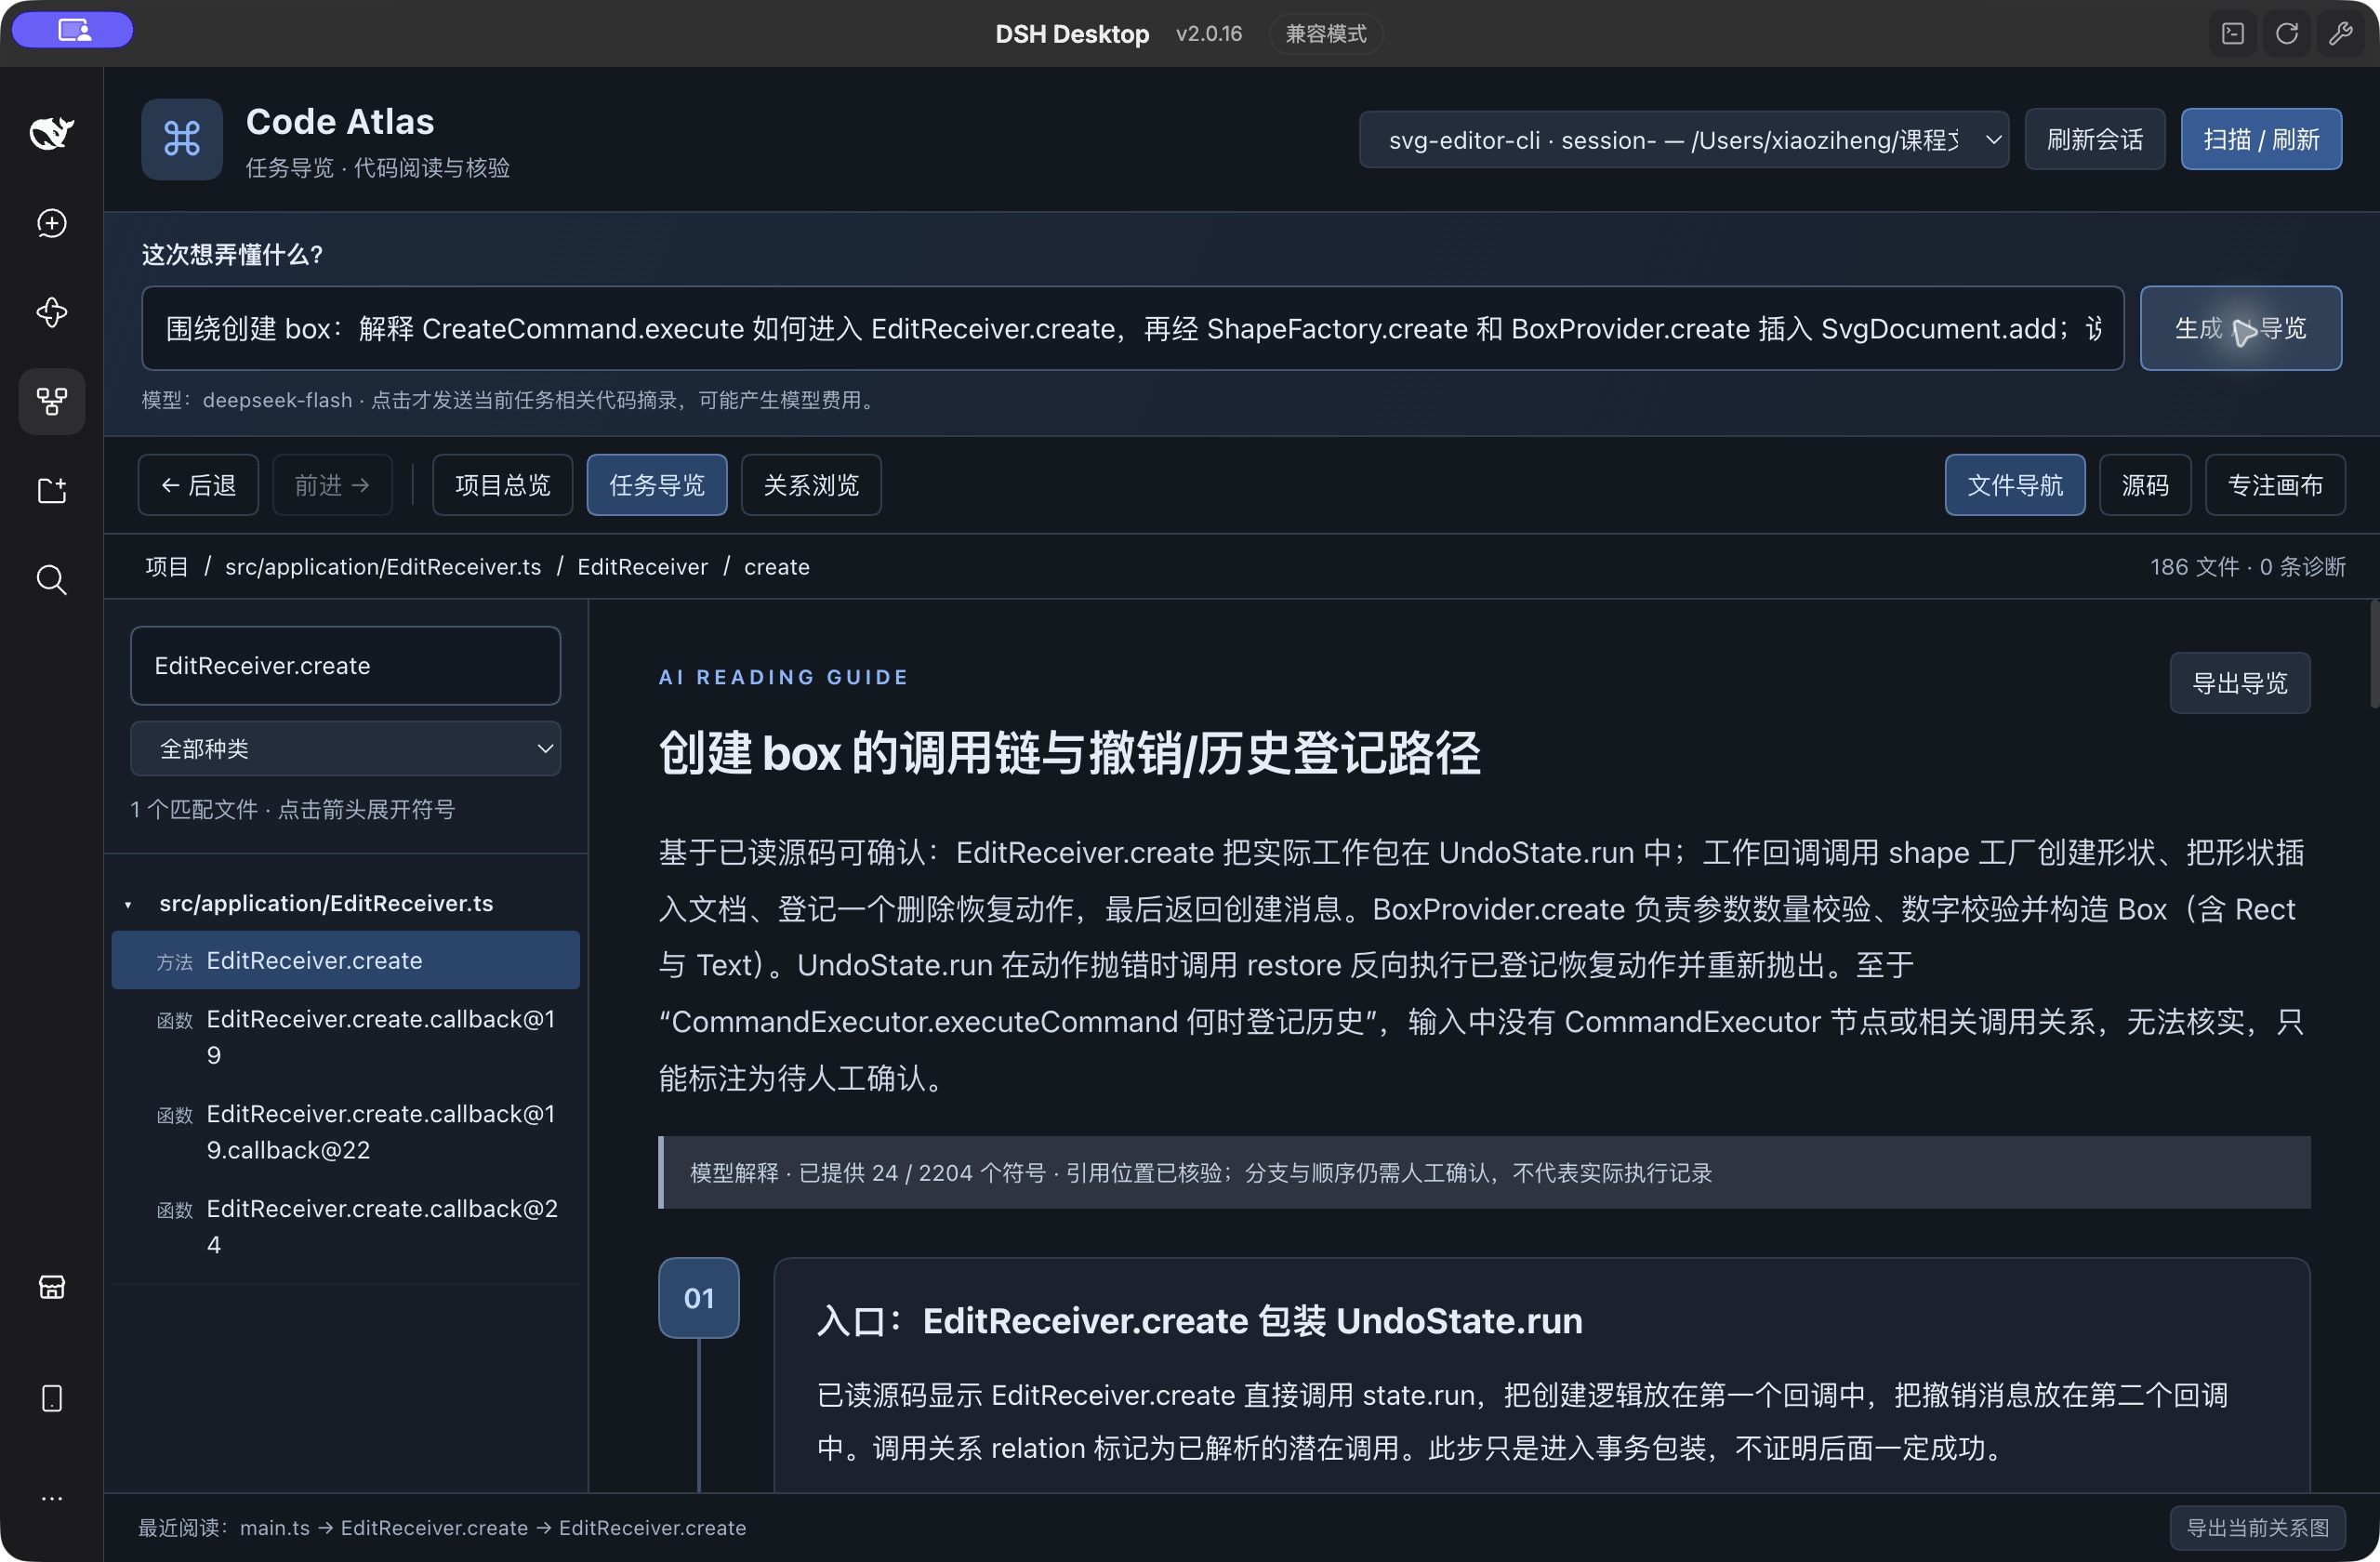 DSH Desktop v2.0.16 兼容模式
Code Atlas
任务导览 · 代码阅读与核验
svg-editor-cli · session- — /Users/xiaoziheng/课程
刷新会话
扫描 / 刷新
这次想弄懂什么?
围绕创建 box：解释 CreateCommand.execute 如何进入 EditReceiver.create，再经 ShapeFactory.create 和 BoxProvider.create 插入 SvgDocument.add；
生成 导览
模型：deepseek-flash · 点击才发送当前任务相关代码摘录，可能产生模型费用。
← 后退
前进 →
项目总览
任务导览
关系浏览
文件导航
源码
专注画布
项目 / src/application/EditReceiver.ts / EditReceiver / create
186 文件 · 0 条诊断
EditReceiver.create
全部种类
1 个匹配文件 · 点击箭头展开符号
src/application/EditReceiver.ts
方法 EditReceiver.create
函数 EditReceiver.create.callback@1
9
函数 EditReceiver.create.callback@1
9.callback@22
函数 EditReceiver.create.callback@2
4
AI READING GUIDE
导出导览
创建 box 的调用链与撤销/历史登记路径
基于已读源码可确认：EditReceiver.create 把实际工作包在 UndoState.run 中；工作回调调用 shape 工厂创建形状、把形状插
入文档、登记一个删除恢复动作，最后返回创建消息。BoxProvider.create 负责参数数量校验、数字校验并构造 Box（含 Rect
与 Text）。UndoState.run 在动作抛错时调用 restore 反向执行已登记恢复动作并重新抛出。至于
“CommandExecutor.executeCommand 何时登记历史”，输入中没有 CommandExecutor 节点或相关调用关系，无法核实，只
能标注为待人工确认。
模型解释 · 已提供 24 / 2204 个符号 · 引用位置已核验；分支与顺序仍需人工确认，不代表实际执行记录
01
入口：EditReceiver.create 包装 UndoState.run
已读源码显示 EditReceiver.create 直接调用 state.run，把创建逻辑放在第一个回调中，把撤销消息放在第二个回调
中。调用关系 relation 标记为已解析的潜在调用。此步只是进入事务包装，不证明后面一定成功。
最近阅读：main.ts → EditReceiver.create → EditReceiver.create
导出当前关系图